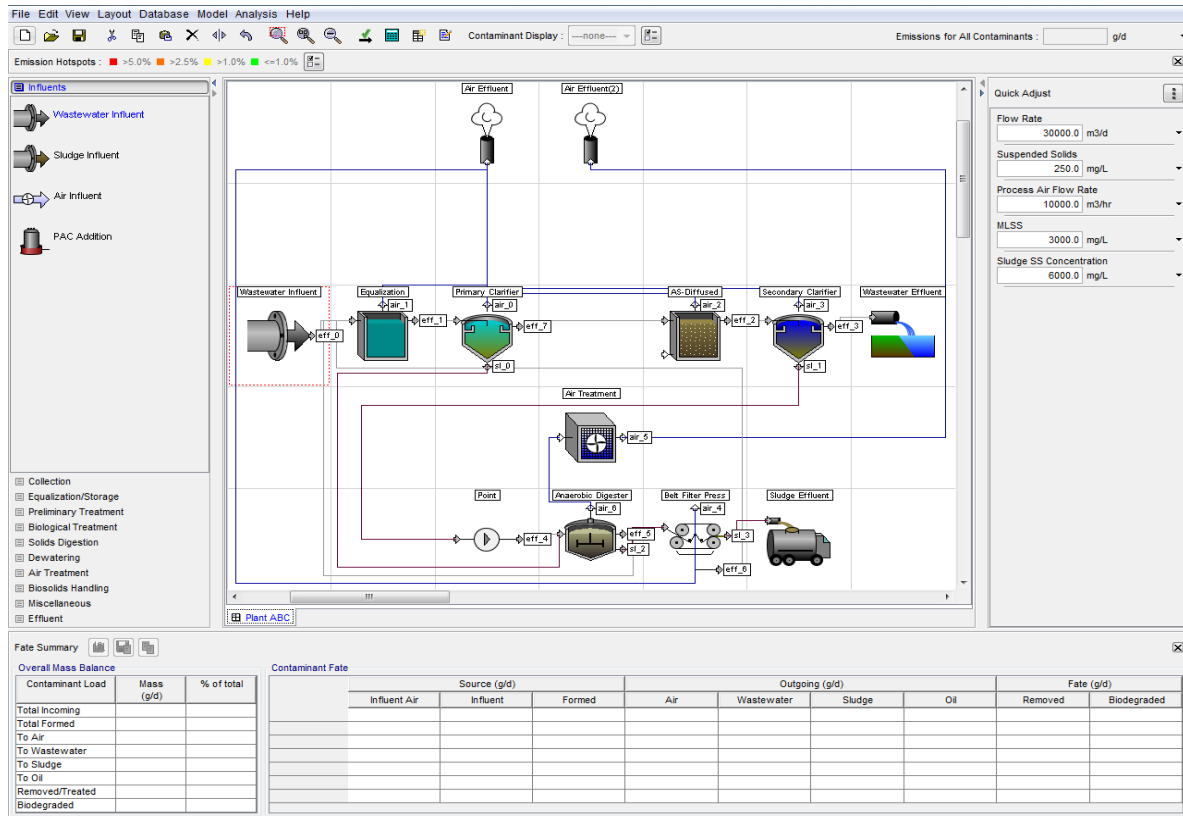 File Edit View Layout Database Model Analysis Help
Contaminant Display : ---none--- Emissions for All Contaminants : g/d
Emission Hotspots : >5.0% >2.5% >1.0% <=1.0%
Influents
Wastewater Influent
Sludge Influent
Air Influent
PAC Addition
Collection
Equalization/Storage
Preliminary Treatment
Biological Treatment
Solids Digestion
Dewatering
Air Treatment
Biosolids Handling
Miscellaneous
Effluent
Air Effluent Air Effluent(2)
Wastewater Influent Equalization Primary Clarifier AS-Diffused Secondary Clarifier Wastewater Effluent
air_1 air_0 air_2 air_3
eff_0 eff_1 eff_7 eff_2 eff_3
sl_0 sl_1
Air Treatment
air_5
Point Anaerobic Digester Belt Filter Press Sludge Effluent
air_6 air_4
eff_4 eff_5 sl_3
sl_2
eff_6
Plant ABC
Quick Adjust
Flow Rate
30000.0 m3/d
Suspended Solids
250.0 mg/L
Process Air Flow Rate
10000.0 m3/hr
MLSS
3000.0 mg/L
Sludge SS Concentration
6000.0 mg/L
Fate Summary
Overall Mass Balance
Contaminant Load Mass (g/d) % of total
Total Incoming
Total Formed
To Air
To Wastewater
To Sludge
To Oil
Removed/Treated
Biodegraded
Contaminant Fate
Source (g/d) Outgoing (g/d) Fate (g/d)
Influent Air Influent Formed Air Wastewater Sludge Oil Removed Biodegraded